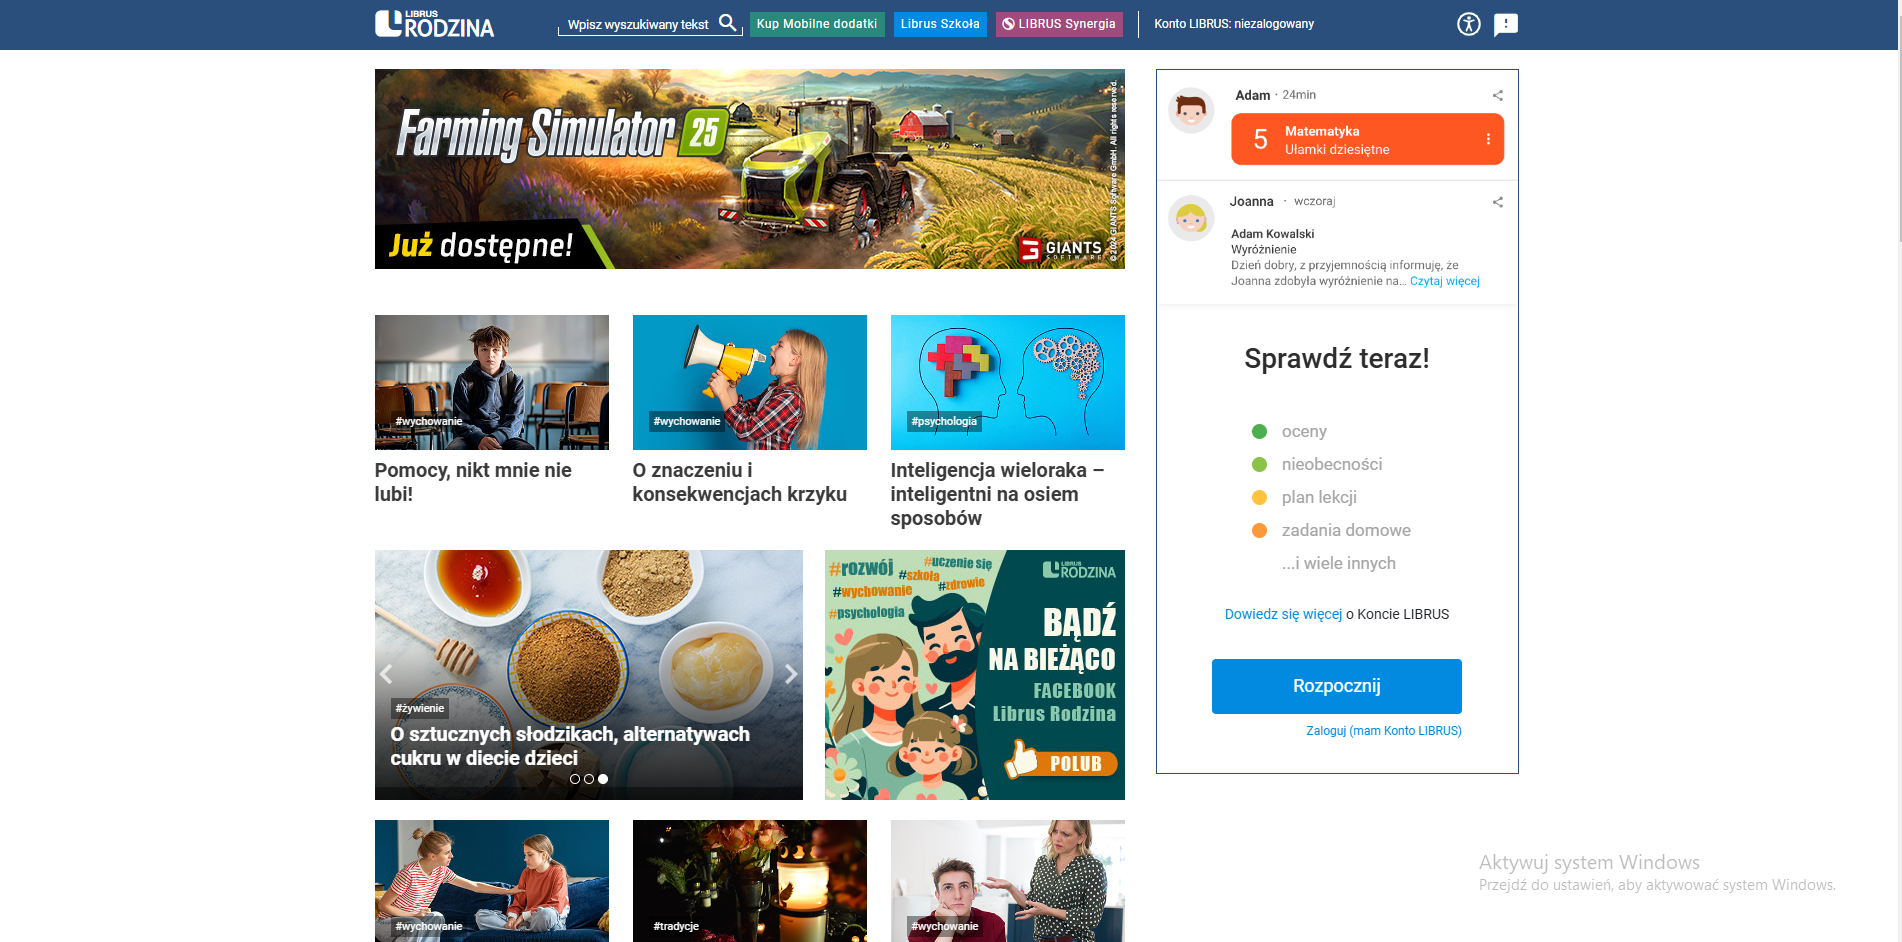 LIBRUS
RODZINA
Wpisz wyszukiwany tekst
Kup Mobilne dodatki
Librus Szkoła
LIBRUS Synergia
Konto LIBRUS: niezalogowany
Farming Simulator 25
Już dostępne!
GIANTS
SOFTWARE
© 2024 GIANTS Software GmbH. All rights reserved.
Adam · 24min
5
Matematyka
Ułamki dziesiętne
Joanna · wczoraj
Adam Kowalski
Wyróżnienie
Dzień dobry, z przyjemnością informuję, że
Joanna zdobyła wyróżnienie na... Czytaj więcej
Sprawdź teraz!
oceny
nieobecności
plan lekcji
zadania domowe
...i wiele innych
Dowiedz się więcej o Koncie LIBRUS
Rozpocznij
Zaloguj (mam Konto LIBRUS)
#wychowanie
Pomocy, nikt mnie nie
lubi!
#wychowanie
O znaczeniu i
konsekwencjach krzyku
#psychologia
Inteligencja wieloraka –
inteligentni na osiem
sposobów
#żywienie
O sztucznych słodzikach, alternatywach
cukru w diecie dzieci
#rozwój
#uczenie się
#szkoła
#wychowanie
#zdrowie
#psychologia
LIBRUS
RODZINA
BĄDŹ
NA BIEŻĄCO
FACEBOOK
Librus Rodzina
POLUB
#wychowanie
#tradycje
#wychowanie
Aktywuj system Windows
Przejdź do ustawień, aby aktywować system Windows.